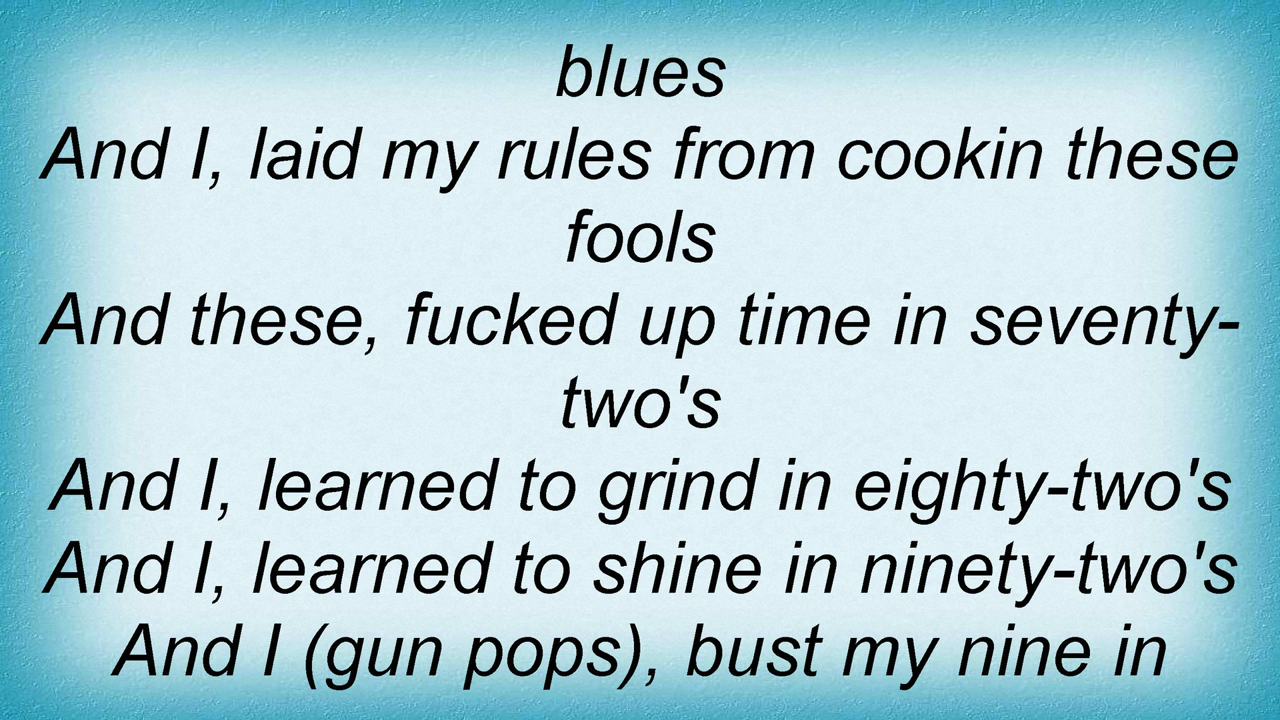 blues
And I, laid my rules from cookin these
fools
And these, fucked up time in seventy-
two's
And I, learned to grind in eighty-two's
And I, learned to shine in ninety-two's
And I (gun pops), bust my nine in